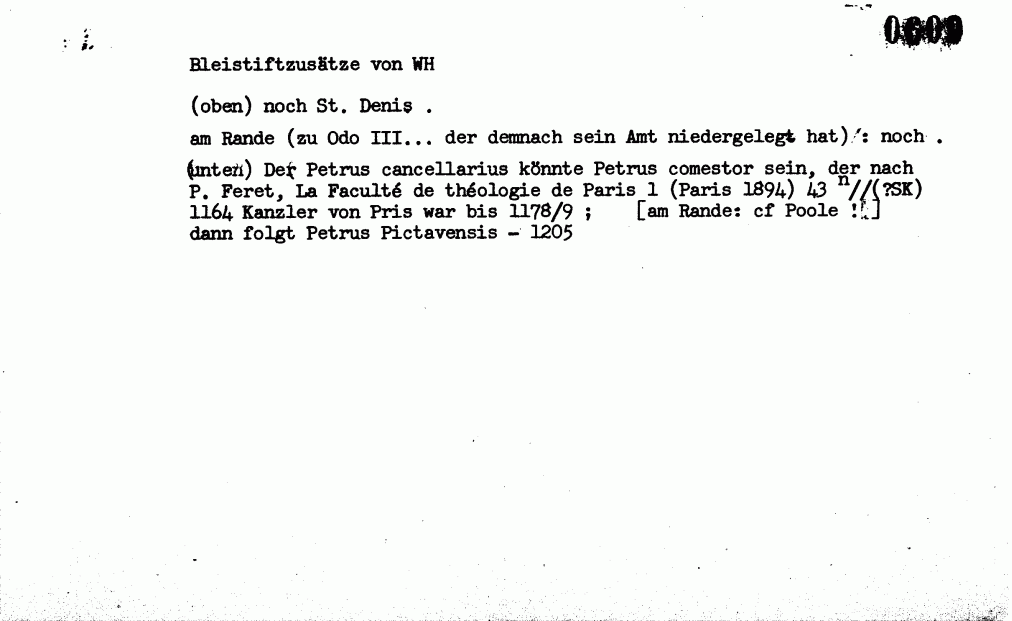 0609
Bleistiftzusätze von WH
(oben) noch St. Denis .
am Rande (zu Odo III... der demnach sein Amt niedergelegt hat) : noch .
(unten) Der Petrus cancellarius könnte Petrus comestor sein, der nach
P. Feret, La Faculté de théologie de Paris 1 (Paris 1894) 43 n//(?SK)
1164 Kanzler von Pris war bis 1178/9 ; [am Rande: cf Poole !]
dann folgt Petrus Pictavensis - 1205